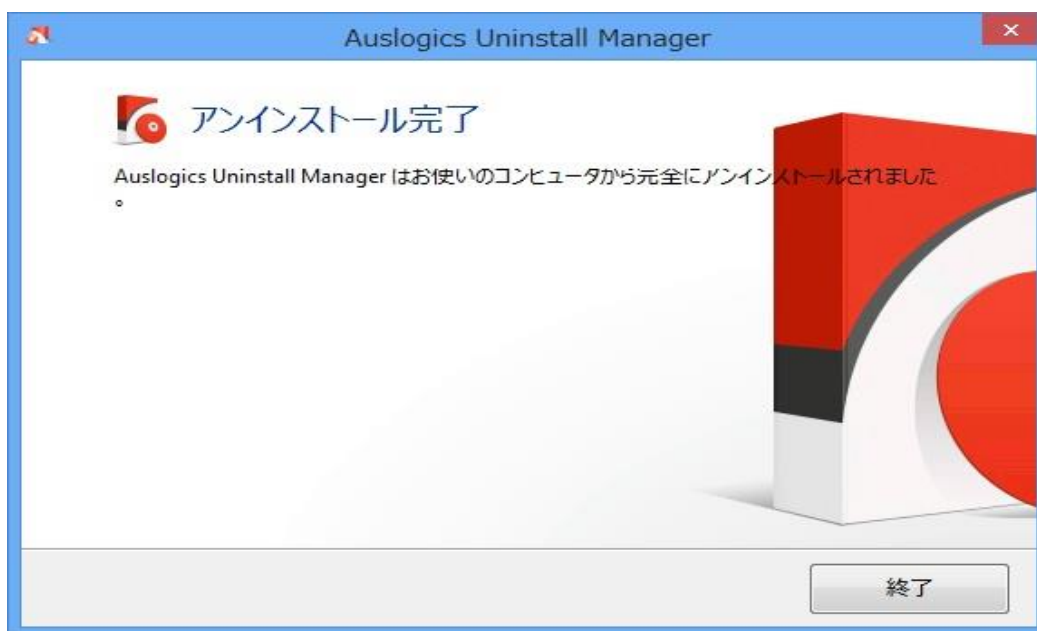 Auslogics Uninstall Manager
アンインストール完了
Auslogics Uninstall Manager はお使いのコンピュータから完全にアンインストールされました
。
終了